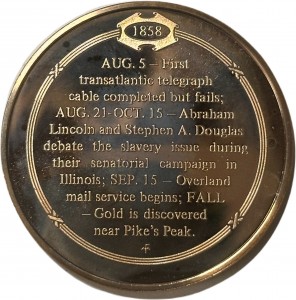 1858
AUG. 5 – First
transatlantic telegraph
cable completed but fails;
AUG. 21-OCT. 15 – Abraham
Lincoln and Stephen A. Douglas
debate the slavery issue during
their senatorial campaign in
Illinois; SEP. 15 – Overland
mail service begins; FALL
– Gold is discovered
near Pike's Peak.